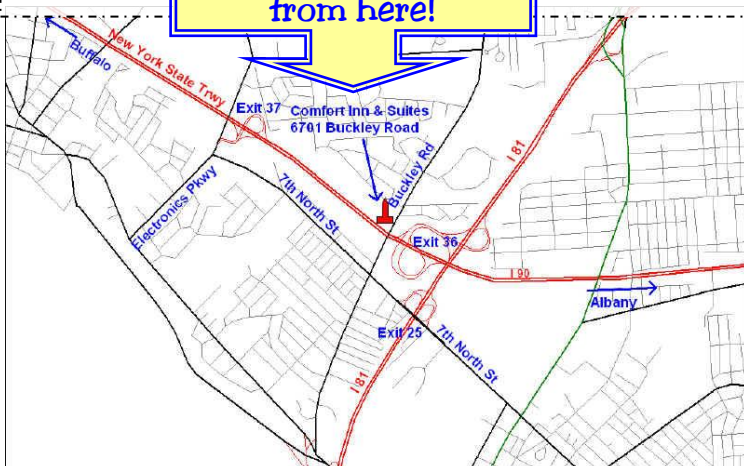 from here!
New York State Trwy
Buffalo
Exit 37
Comfort Inn & Suites
6701 Buckley Road
I 81
Buckley Rd
Electronics Pkwy
7th North St
Exit 36
I 90
Albany
Exit 25
7th North St
I 81